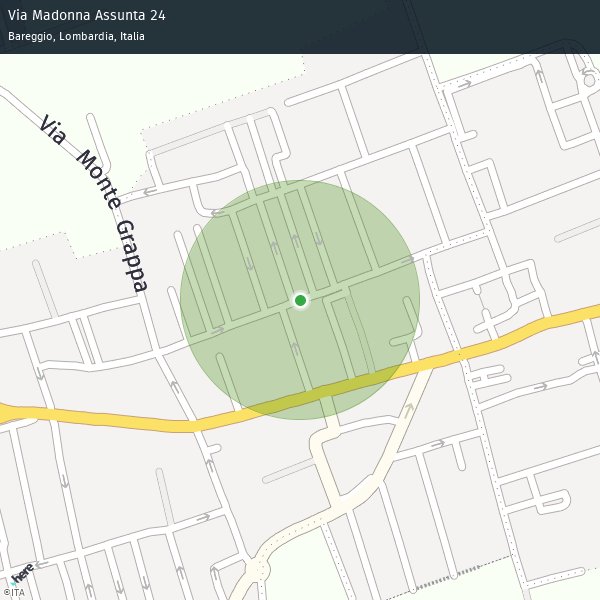 Via Madonna Assunta 24
Bareggio, Lombardia, Italia
Via Monte Grappa
here
©ITA